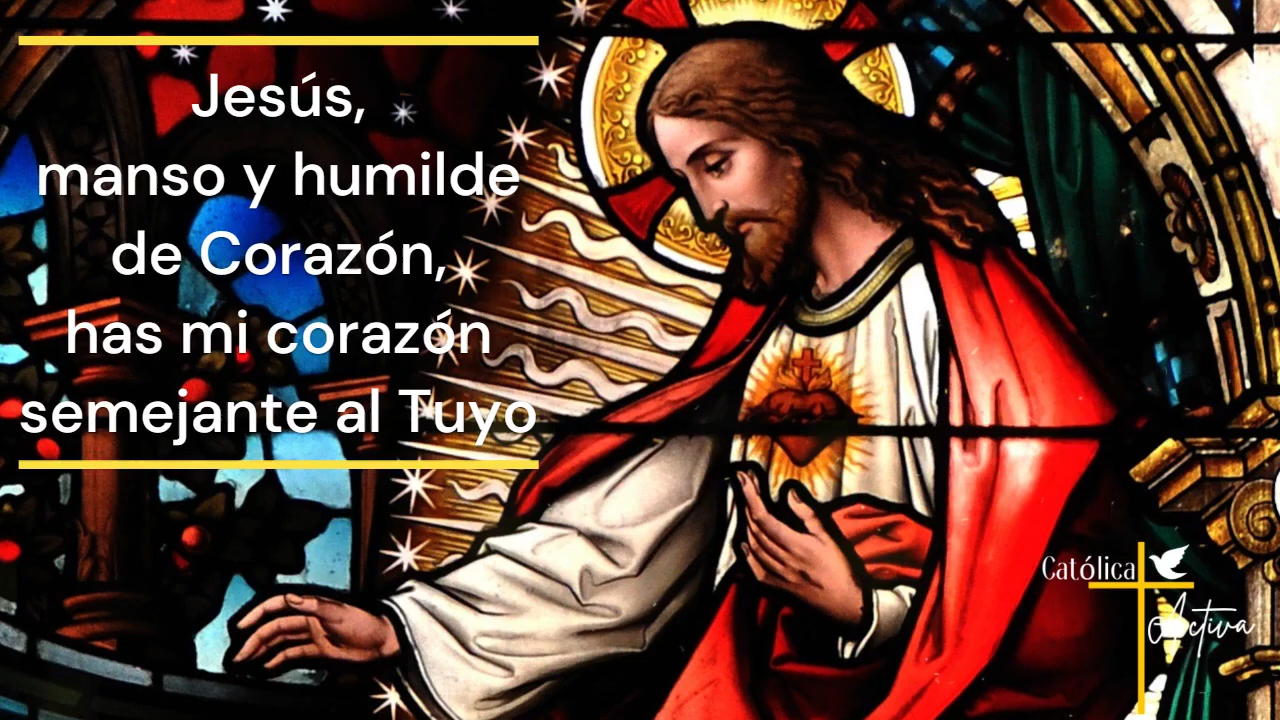 Jesús,
manso y humilde
de Corazón,
has mi corazón
semejante al Tuyo
Católica
Activa